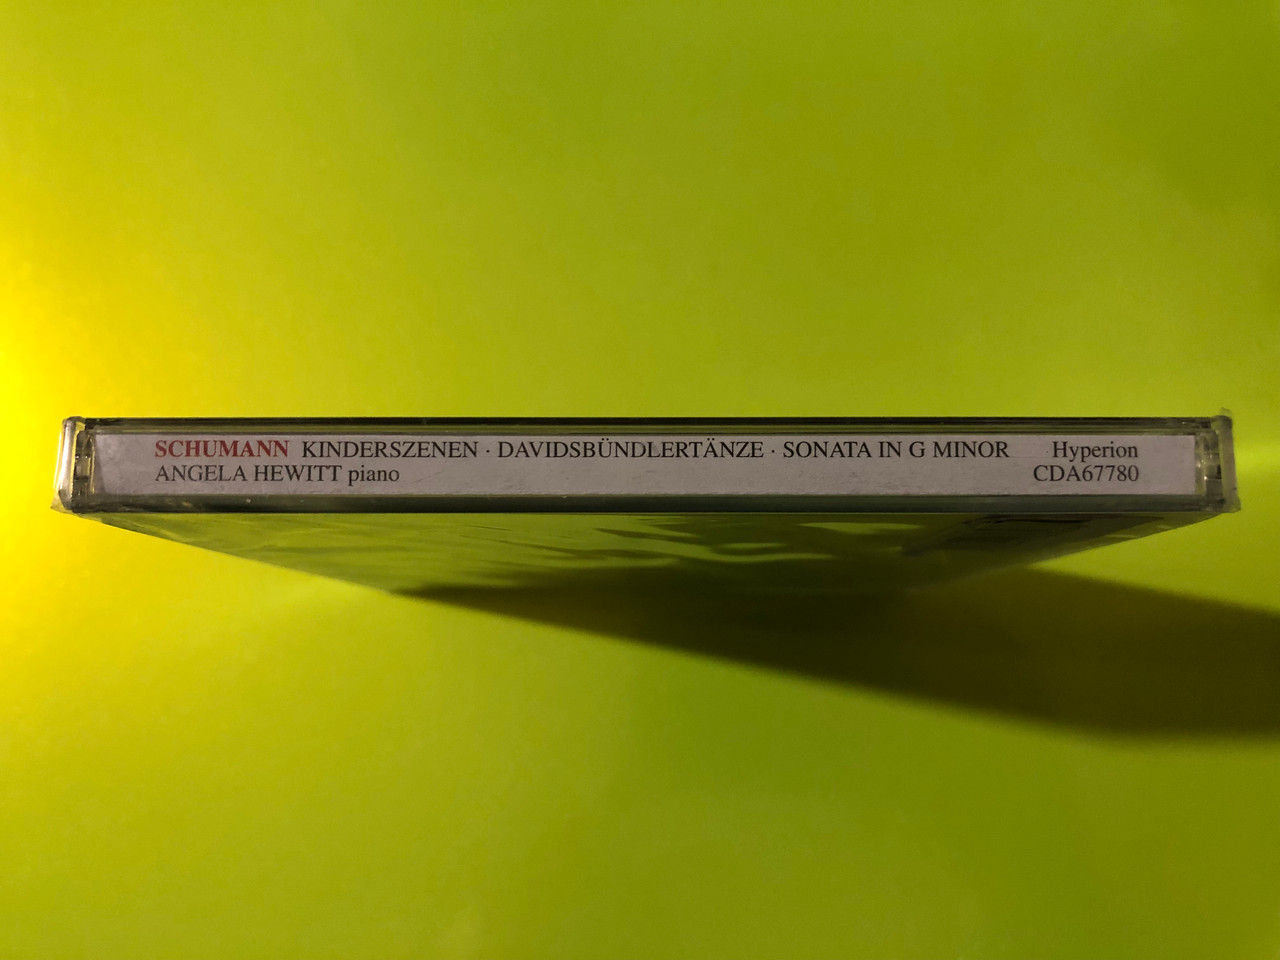 SCHUMANN KINDERSZENEN · DAVIDSBÜNDLERTÄNZE · SONATA IN G MINOR Hyperion
ANGELA HEWITT piano CDA67780